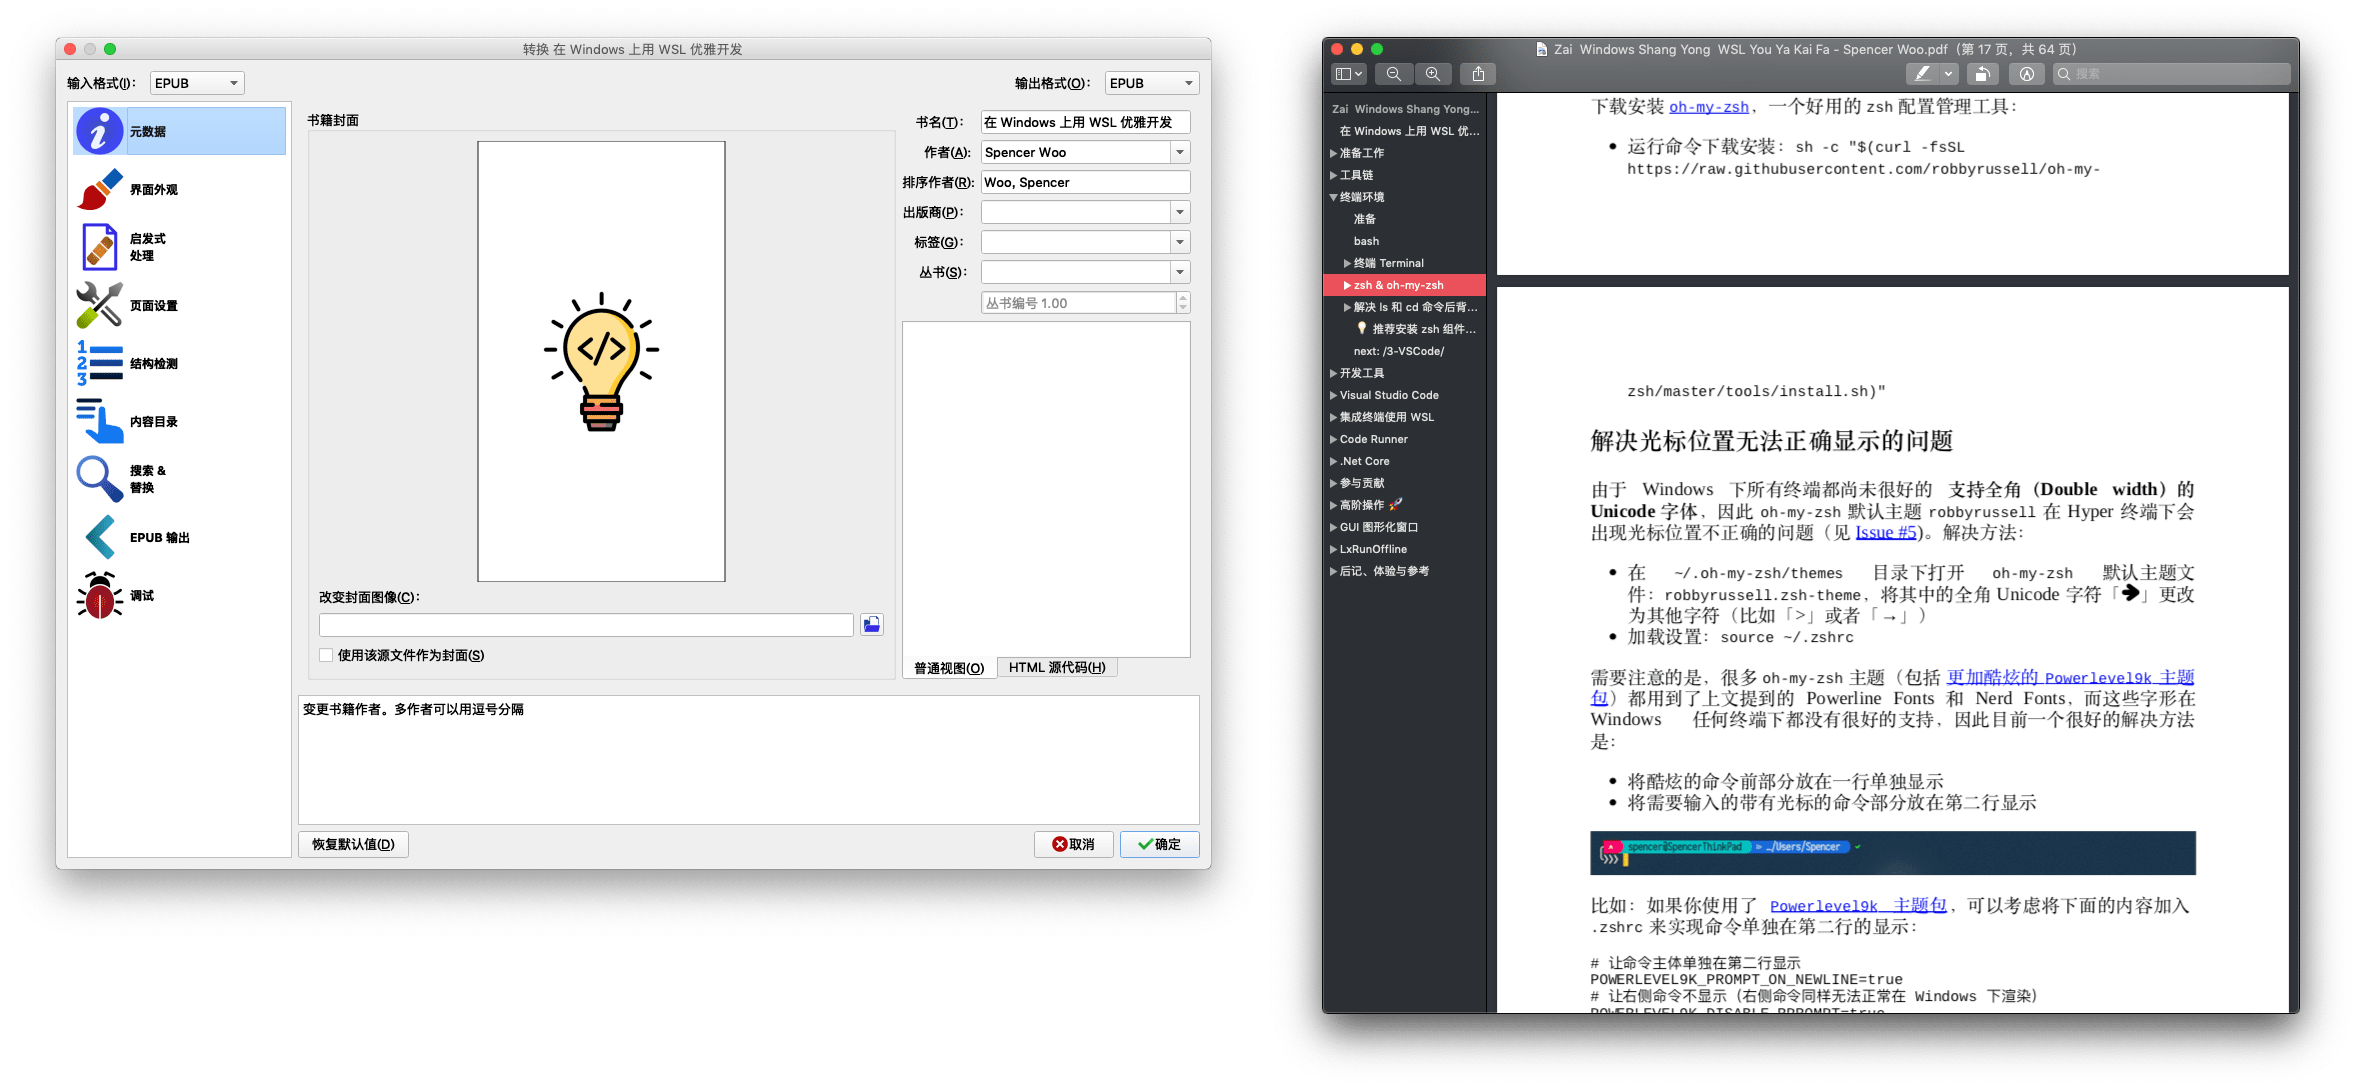 转换 在 Windows 上用 WSL 优雅开发
输入格式(I): EPUB
输出格式(O): EPUB
元数据
界面外观
启发式
处理
页面设置
结构检测
内容目录
搜索 &
替换
EPUB 输出
调试
书籍封面
改变封面图像(C):
使用该源文件作为封面(S)
书名(T): 在 Windows 上用 WSL 优雅开发
作者(A): Spencer Woo
排序作者(R): Woo, Spencer
出版商(P):
标签(G):
丛书(S):
丛书编号 1.00
普通视图(O) HTML 源代码(H)
变更书籍作者。多作者可以用逗号分隔
恢复默认值(D)
取消
确定
Zai Windows Shang Yong WSL You Ya Kai Fa - Spencer Woo.pdf（第 17 页，共 64 页）
搜索
Zai Windows Shang Yong...
在 Windows 上用 WSL 优...
准备工作
工具链
终端环境
准备
bash
终端 Terminal
zsh & oh-my-zsh
解决 ls 和 cd 命令后背...
推荐安装 zsh 组件...
next: /3-VSCode/
开发工具
Visual Studio Code
集成终端使用 WSL
Code Runner
.Net Core
参与贡献
高阶操作 🚀
GUI 图形化窗口
LxRunOffline
后记、体验与参考
下载安装 oh-my-zsh，一个好用的 zsh 配置管理工具：
• 运行命令下载安装：sh -c "$(curl -fsSL
https://raw.githubusercontent.com/robbyrussell/oh-my-
zsh/master/tools/install.sh)"
解决光标位置无法正确显示的问题
由于 Windows 下所有终端都尚未很好的 支持全角（Double width）的
Unicode 字体，因此 oh-my-zsh 默认主题 robbyrussell 在 Hyper 终端下会
出现光标位置不正确的问题（见 Issue #5）。解决方法：
• 在 ~/.oh-my-zsh/themes 目录下打开 oh-my-zsh 默认主题文
件：robbyrussell.zsh-theme，将其中的全角 Unicode 字符「➜」更改
为其他字符（比如「>」或者「→」）
• 加载设置：source ~/.zshrc
需要注意的是，很多 oh-my-zsh 主题（包括 更加酷炫的 Powerlevel9k 主题
包）都用到了上文提到的 Powerline Fonts 和 Nerd Fonts，而这些字形在
Windows 任何终端下都没有很好的支持，因此目前一个很好的解决方法
是：
• 将酷炫的命令前部分放在一行单独显示
• 将需要输入的带有光标的命令部分放在第二行显示
spencer@SpencerThinkPad …/Users/Spencer ✓
比如：如果你使用了 Powerlevel9k 主题包，可以考虑将下面的内容加入
.zshrc 来实现命令单独在第二行的显示：
# 让命令主体单独在第二行显示
POWERLEVEL9K_PROMPT_ON_NEWLINE=true
# 让右侧命令不显示（右侧命令同样无法正常在 Windows 下渲染）
POWERLEVEL9K_DISABLE_RPROMPT=true